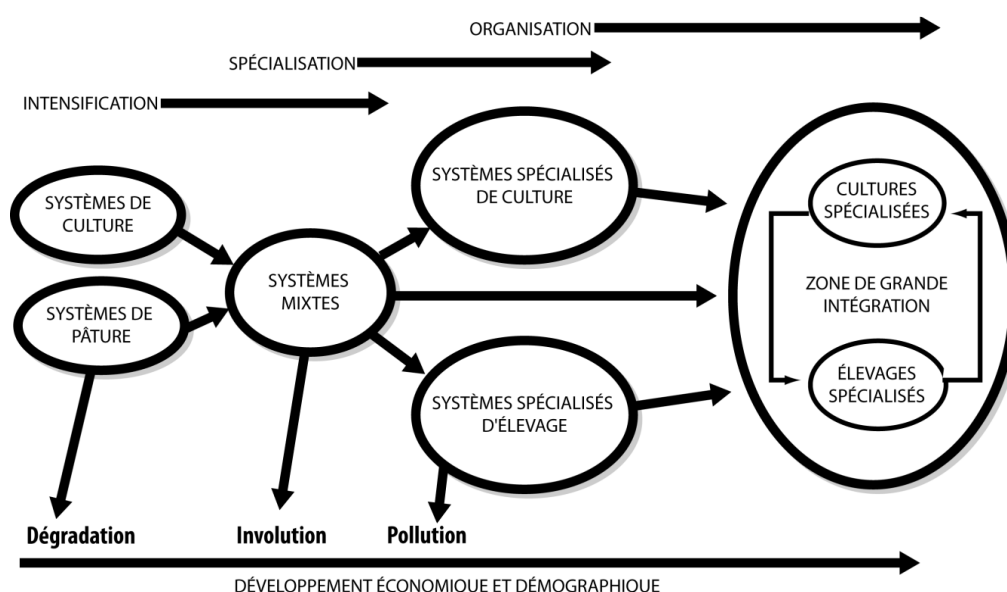 ORGANISATION
SPÉCIALISATION
INTENSIFICATION
SYSTÈMES DE
CULTURE
SYSTÈMES DE
PÂTURE
SYSTÈMES
MIXTES
SYSTÈMES SPÉCIALISÉS
DE CULTURE
SYSTÈMES SPÉCIALISÉS
D'ÉLEVAGE
CULTURES
SPÉCIALISÉES
ZONE DE GRANDE
INTÉGRATION
ÉLEVAGES
SPÉCIALISÉS
Dégradation
Involution
Pollution
DÉVELOPPEMENT ÉCONOMIQUE ET DÉMOGRAPHIQUE